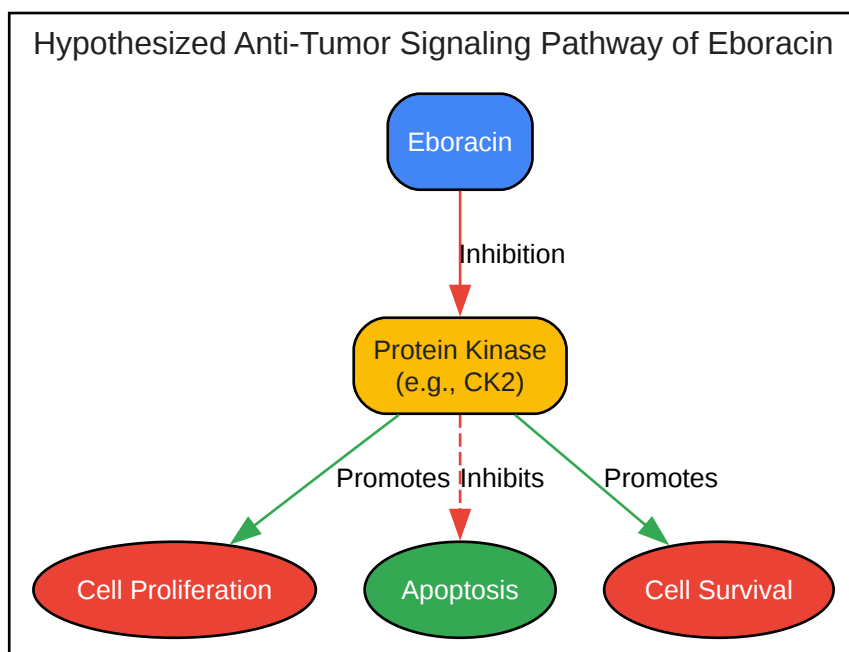 Hypothesized Anti-Tumor Signaling Pathway of Eboracin
Eboracin
Inhibition
Protein Kinase
(e.g., CK2)
Promotes
Inhibits
Promotes
Cell Proliferation
Apoptosis
Cell Survival